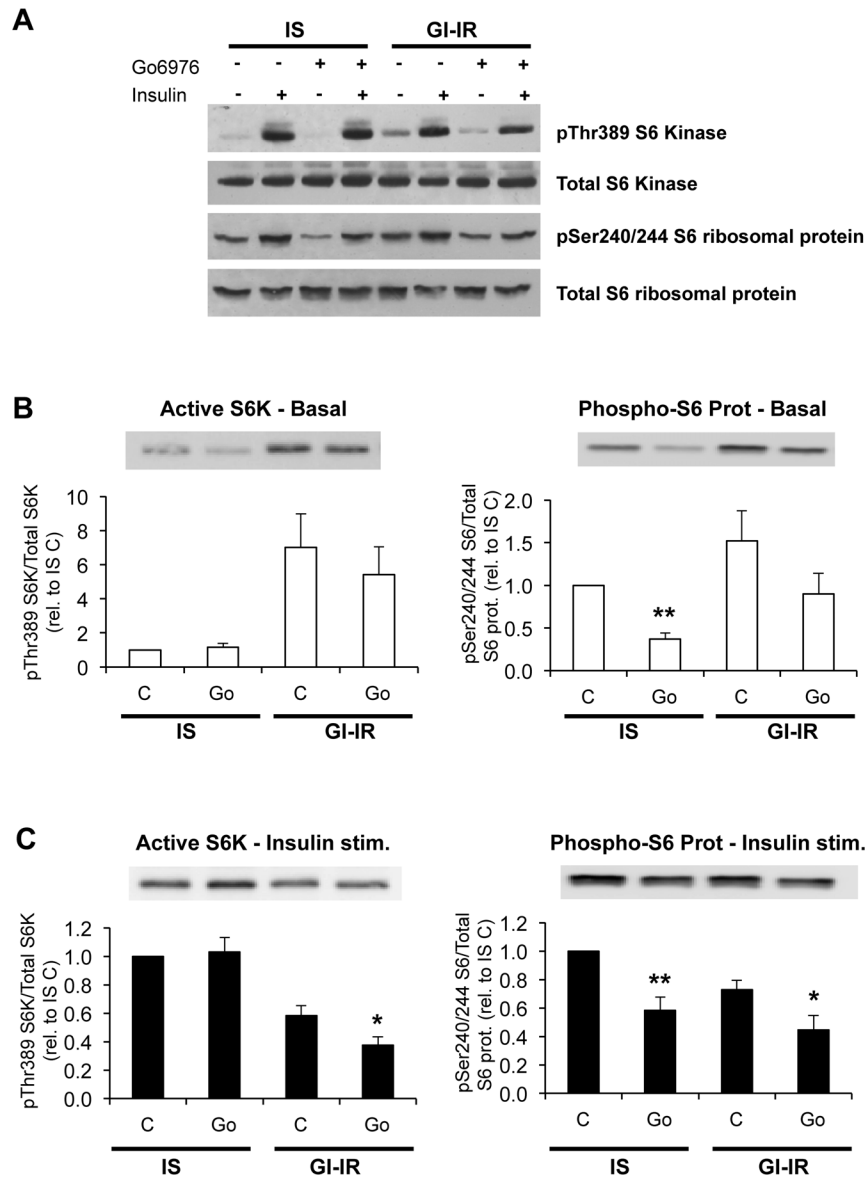 A
IS GI-IR
Go6976 - - + + - - + +
Insulin - + - + - + - +
pThr389 S6 Kinase
Total S6 Kinase
pSer240/244 S6 ribosomal protein
Total S6 ribosomal protein
B
Active S6K - Basal
pThr389 S6K/Total S6K
(rel. to IS C)
10
8
6
4
2
0
C Go C Go
IS GI-IR
Phospho-S6 Prot - Basal
pSer240/244 S6/Total
S6 prot. (rel. to IS C)
2.0
1.5
1.0
0.5
0.0
**
C Go C Go
IS GI-IR
C
Active S6K - Insulin stim.
pThr389 S6K/Total S6K
(rel. to IS C)
1.2
1.0
0.8
0.6
0.4
0.2
0.0
*
C Go C Go
IS GI-IR
Phospho-S6 Prot - Insulin stim.
pSer240/244 S6/Total
S6 prot. (rel. to IS C)
1.2
1.0
0.8
0.6
0.4
0.2
0.0
**
*
C Go C Go
IS GI-IR